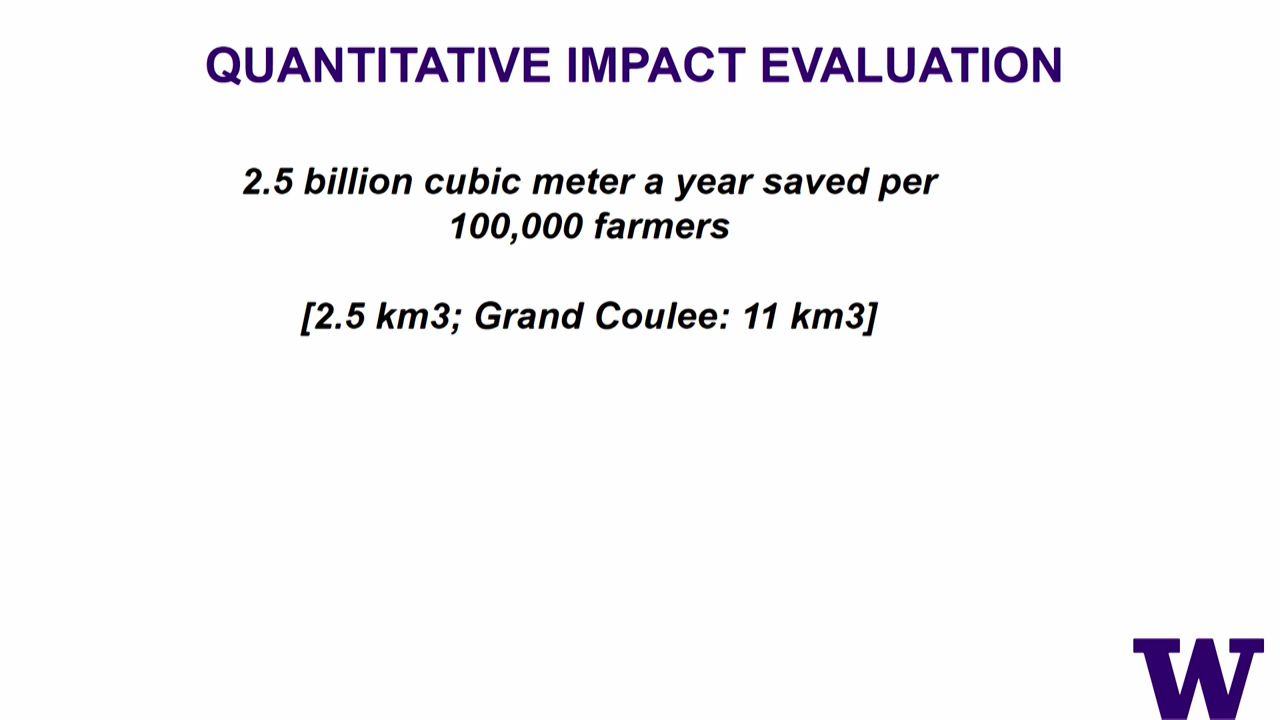 QUANTITATIVE IMPACT EVALUATION
2.5 billion cubic meter a year saved per
100,000 farmers
[2.5 km3; Grand Coulee: 11 km3]
W